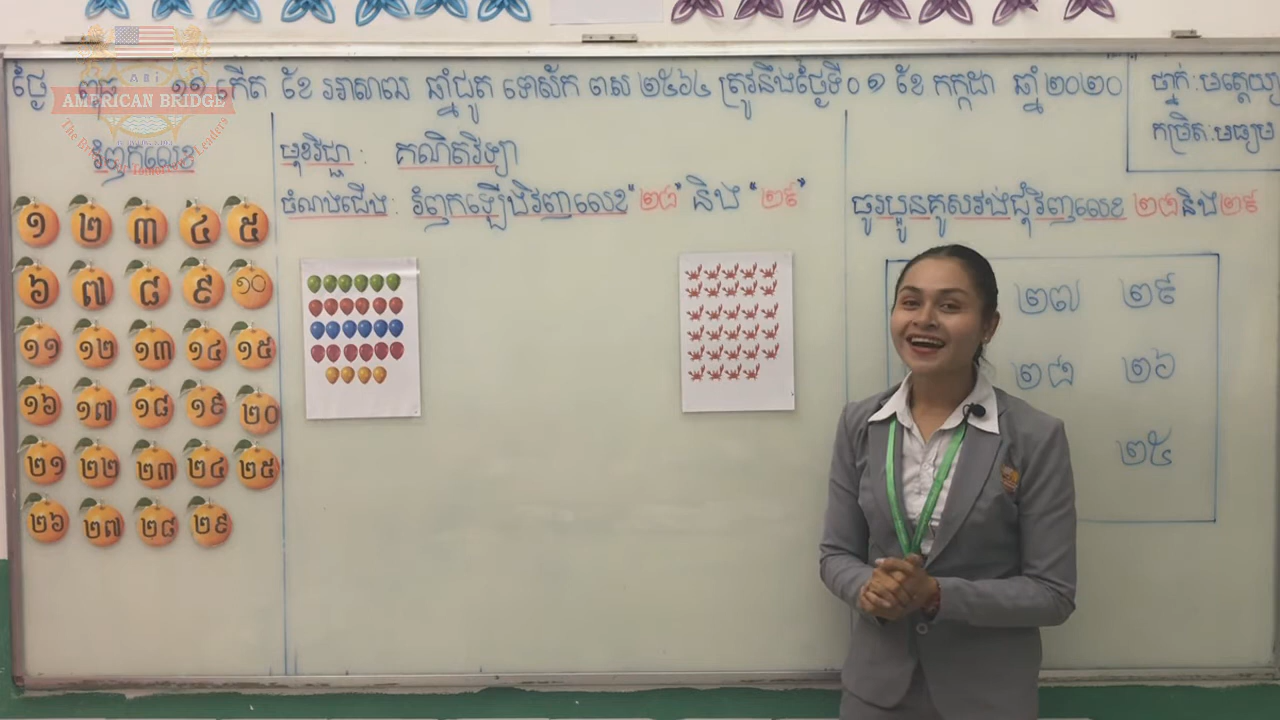 ថ្ងៃ ពុធ ១១ កើត ខែ អាសាឍ ឆ្នាំជូត ទោស័ក ពស ២៥៦៤ ត្រូវនឹងថ្ងៃទី០១ ខែ កក្កដា ឆ្នាំ ២០២០
ថ្នាក់: មត្តេយ្យ
កម្រិត: មធ្យម
AMERICAN BRIDGE
រំឭកលេខ
មុខវិជ្ជា : គណិតវិទ្យា
ចំណងជើង : រំឭកឡើងវិញលេខ "២៨" និង "២៩"
ចូរប្អូនគូសវង់ជុំវិញលេខ ២៨និង២៩
១ ២ ៣ ៤ ៥
៦ ៧ ៨ ៩ ១០
១១ ១២ ១៣ ១៤ ១៥
១៦ ១៧ ១៨ ១៩ ២០
២១ ២២ ២៣ ២៤ ២៥
២៦ ២៧ ២៨ ២៩
២៧ ២៩
២៨ ២៦
២៥